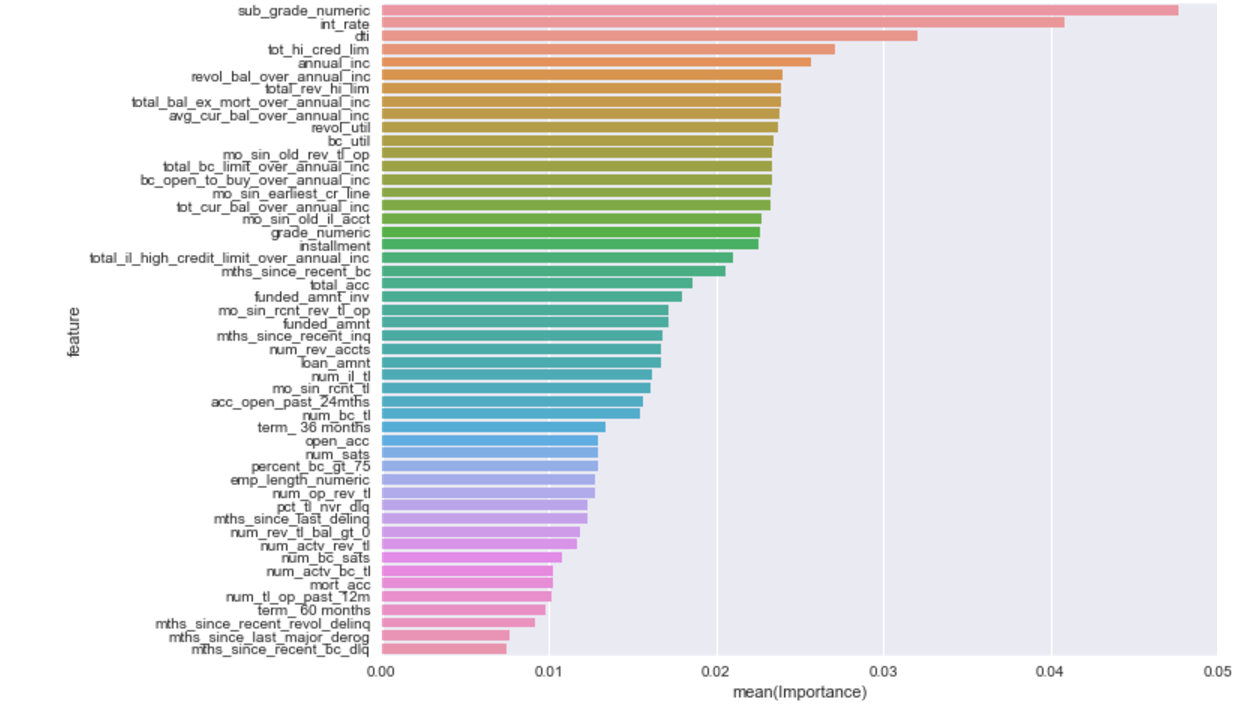 sub_grade_numeric
int_rate
dti
tot_hi_cred_lim
annual_inc
revol_bal_over_annual_inc
total_rev_hi_lim
total_bal_ex_mort_over_annual_inc
avg_cur_bal_over_annual_inc
revol_util
bc_util
mo_sin_old_rev_tl_op
total_bc_limit_over_annual_inc
bc_open_to_buy_over_annual_inc
mo_sin_earliest_cr_line
tot_cur_bal_over_annual_inc
mo_sin_old_il_acct
grade_numeric
installment
total_il_high_credit_limit_over_annual_inc
mths_since_recent_bc
total_acc
funded_amnt_inv
mo_sin_rcnt_rev_tl_op
funded_amnt
mths_since_recent_inq
num_rev_accts
loan_amnt
num_il_tl
mo_sin_rcnt_tl
acc_open_past_24mths
num_bc_tl
term_ 36 months
open_acc
num_sats
percent_bc_gt_75
emp_length_numeric
num_op_rev_tl
pct_tl_nvr_dlq
mths_since_last_delinq
num_rev_tl_bal_gt_0
num_actv_rev_tl
num_bc_sats
num_actv_bc_tl
mort_acc
num_tl_op_past_12m
term_ 60 months
mths_since_recent_revol_delinq
mths_since_last_major_derog
mths_since_recent_bc_dlq
feature
0.00 0.01 0.02 0.03 0.04 0.05
mean(Importance)